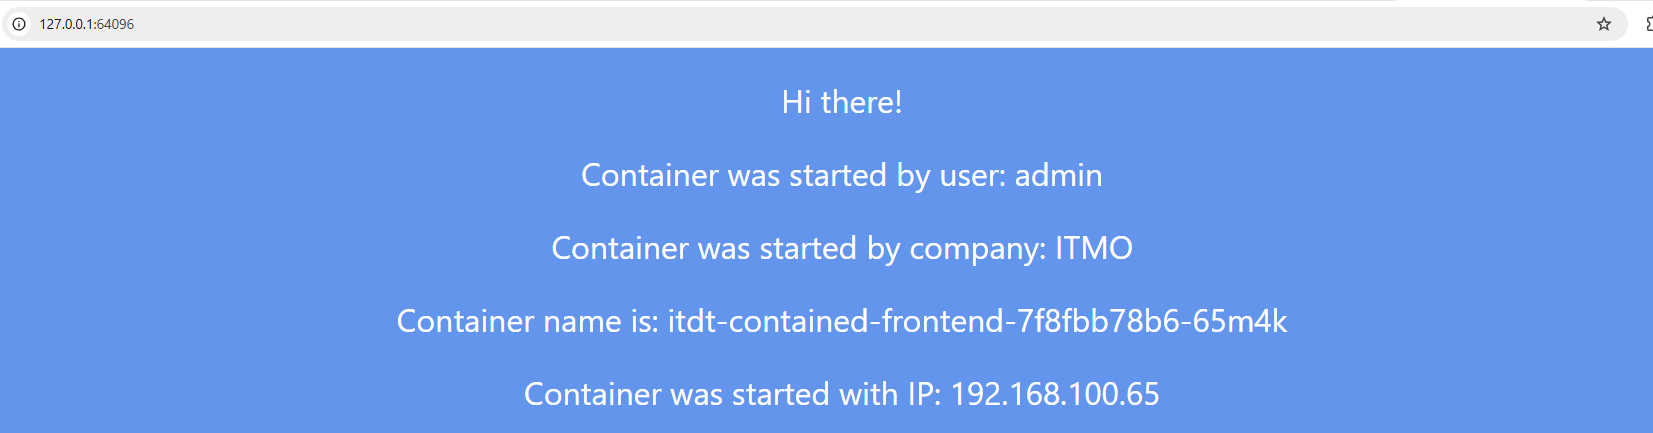 127.0.0.1:64096
Hi there!
Container was started by user: admin
Container was started by company: ITMO
Container name is: itdt-contained-frontend-7f8fbb78b6-65m4k
Container was started with IP: 192.168.100.65